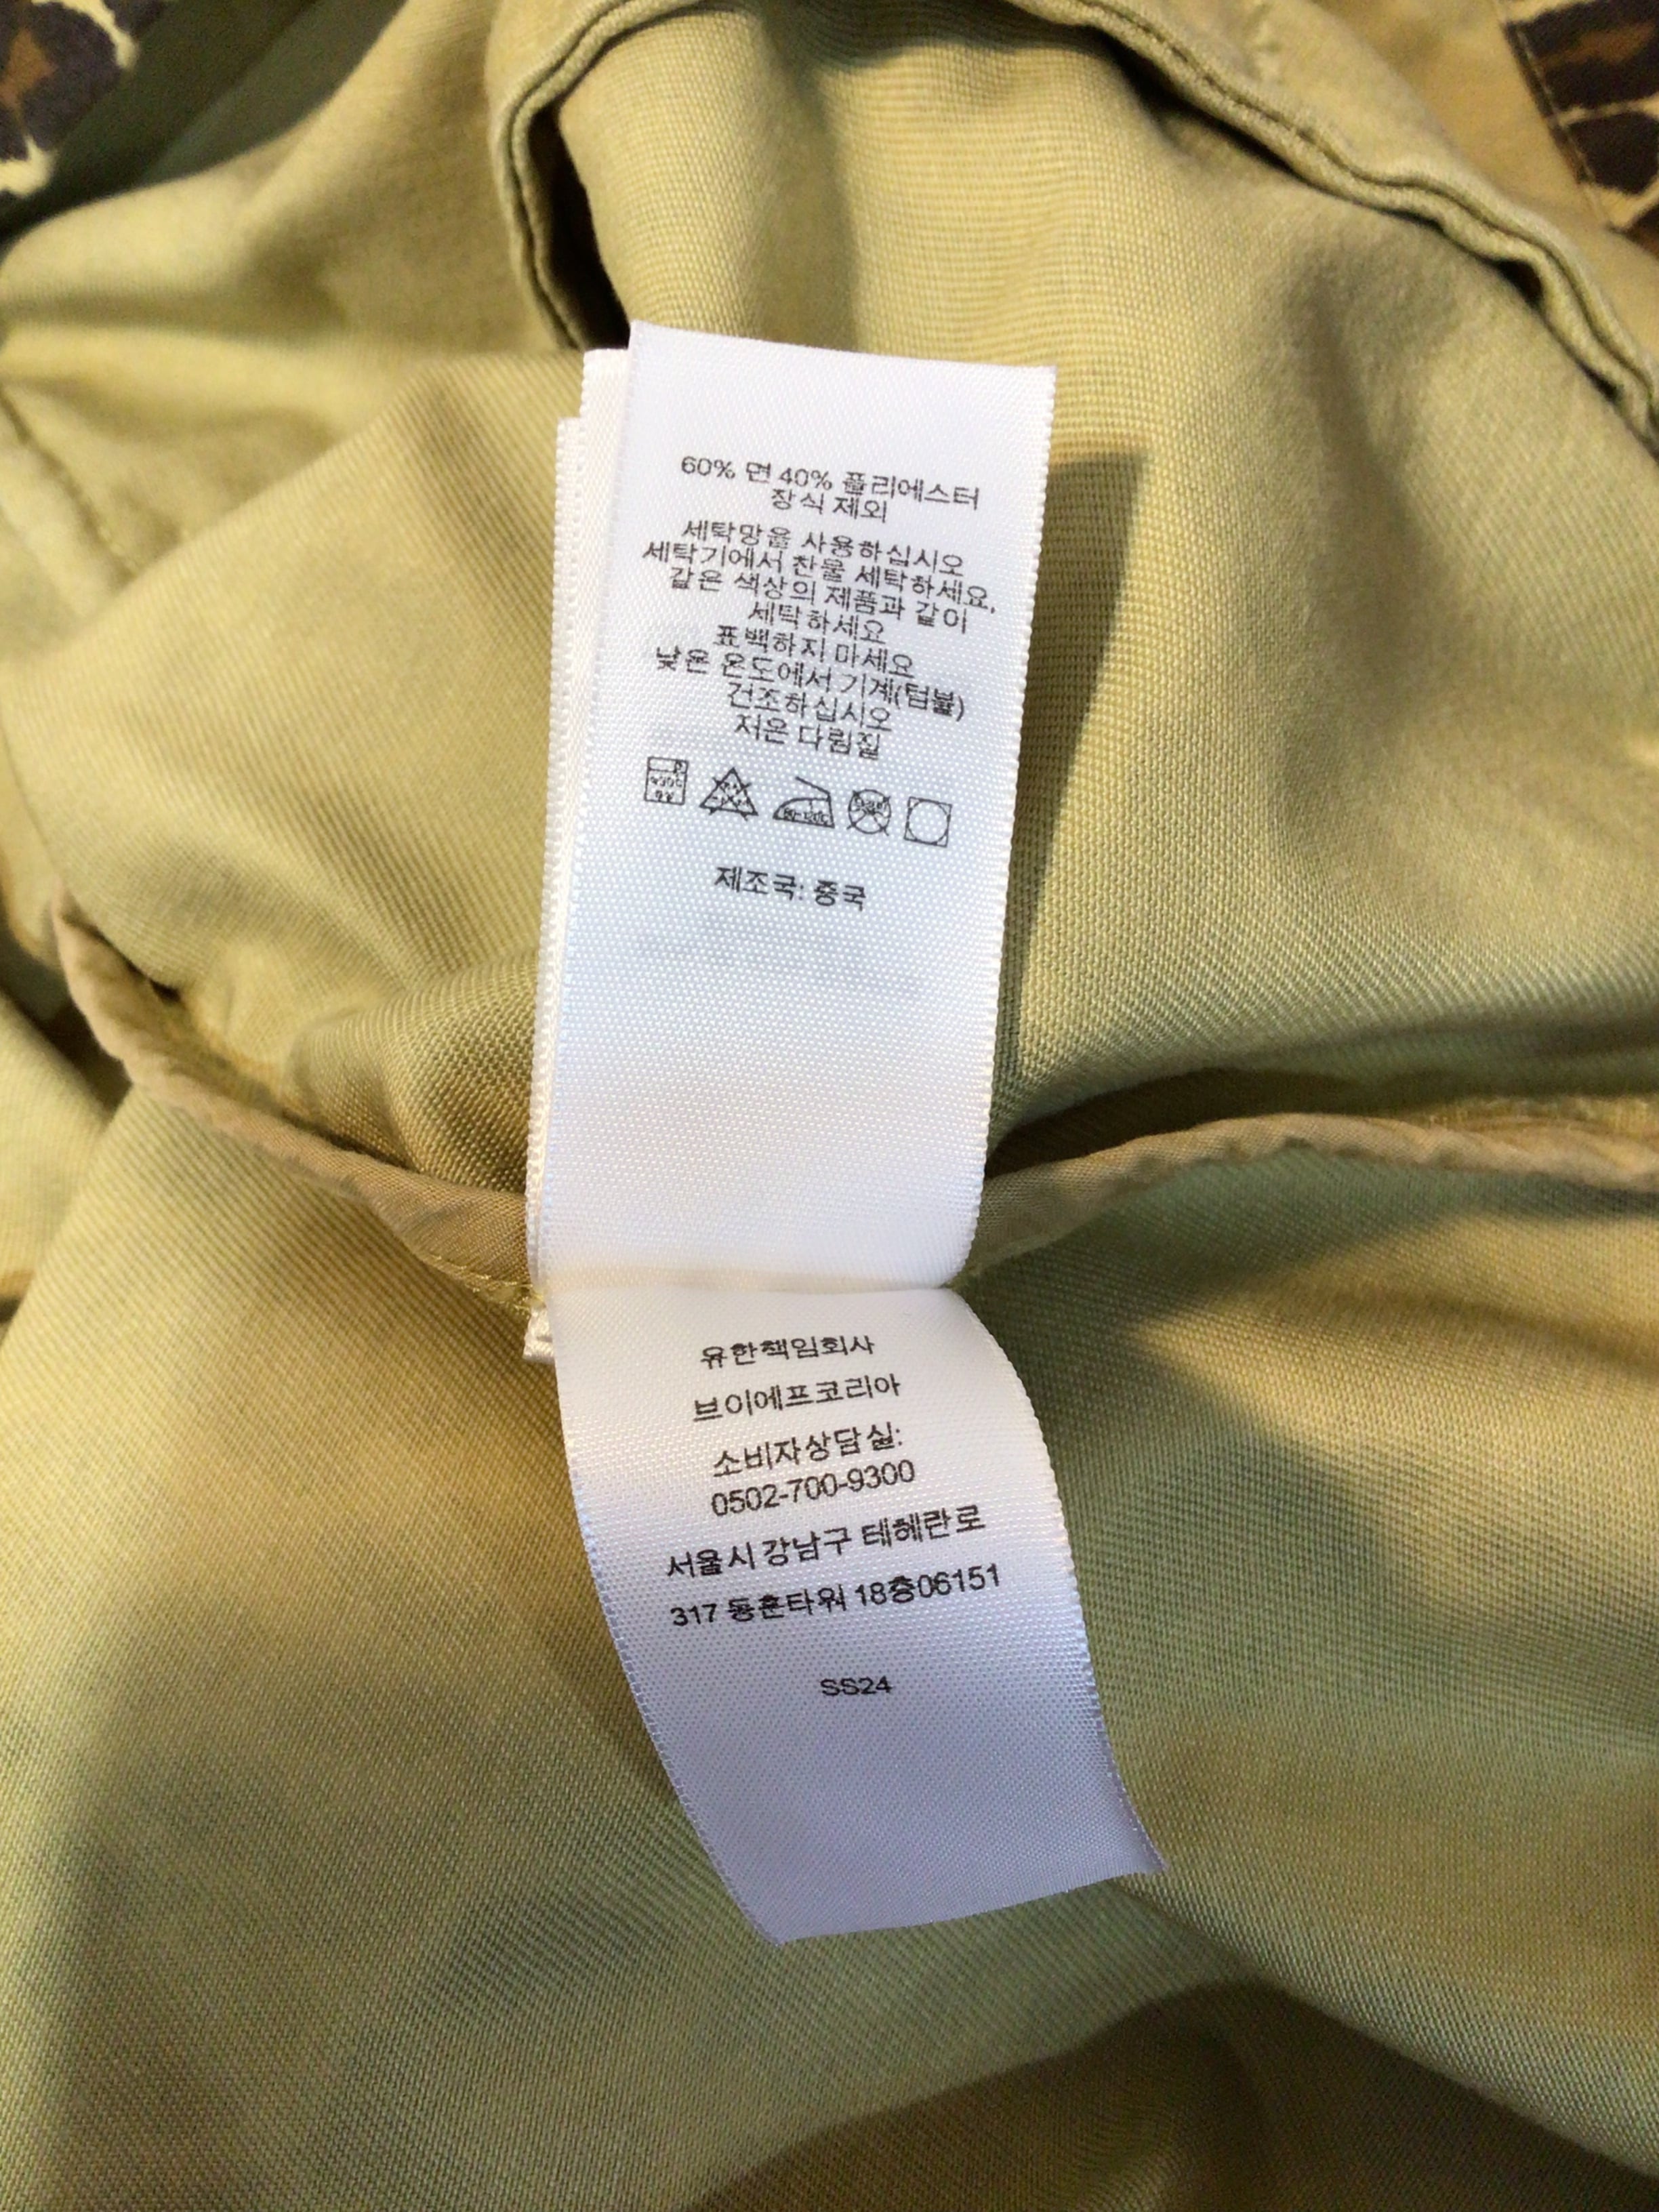 60% 면 40% 폴리에스터
장식 제외
세탁망을 사용하십시오
세탁기에서 찬물 세탁하세요,
같은 색상의 제품과 같이
세탁하세요
표백하지 마세요
낮은 온도에서 기계(텀블)
건조하십시오
저온 다림질
제조국: 중국
유한책임회사
브이에프코리아
소비자상담실:
0502-700-9300
서울시 강남구 테헤란로
317 동훈타워 18층06151
SS24